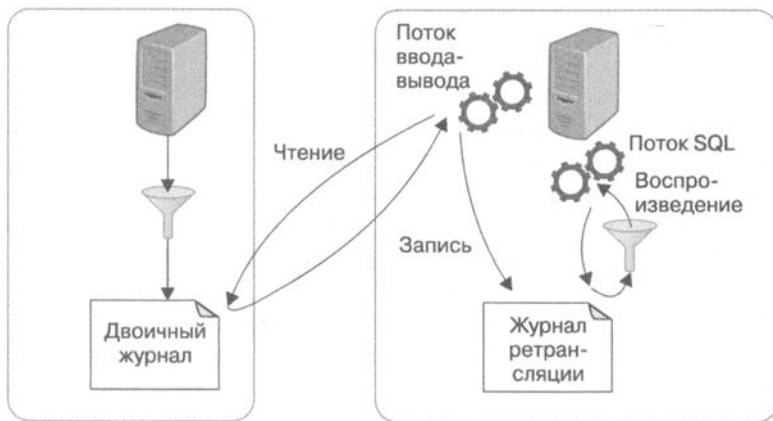 Поток
ввода-
вывода
Чтение
Поток SQL
Воспро-
изведение
Запись
Двоичный
журнал
Журнал
ретран-
сляции